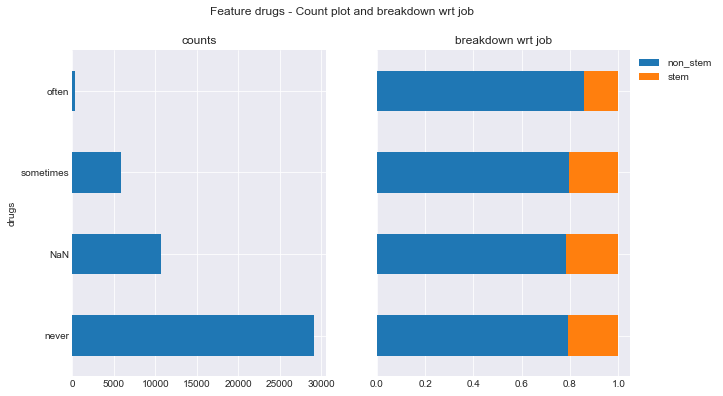 Feature drugs - Count plot and breakdown wrt job
counts
breakdown wrt job
often
sometimes
NaN
never
drugs
0 5000 10000 15000 20000 25000 30000
0.0 0.2 0.4 0.6 0.8 1.0
non_stem
stem